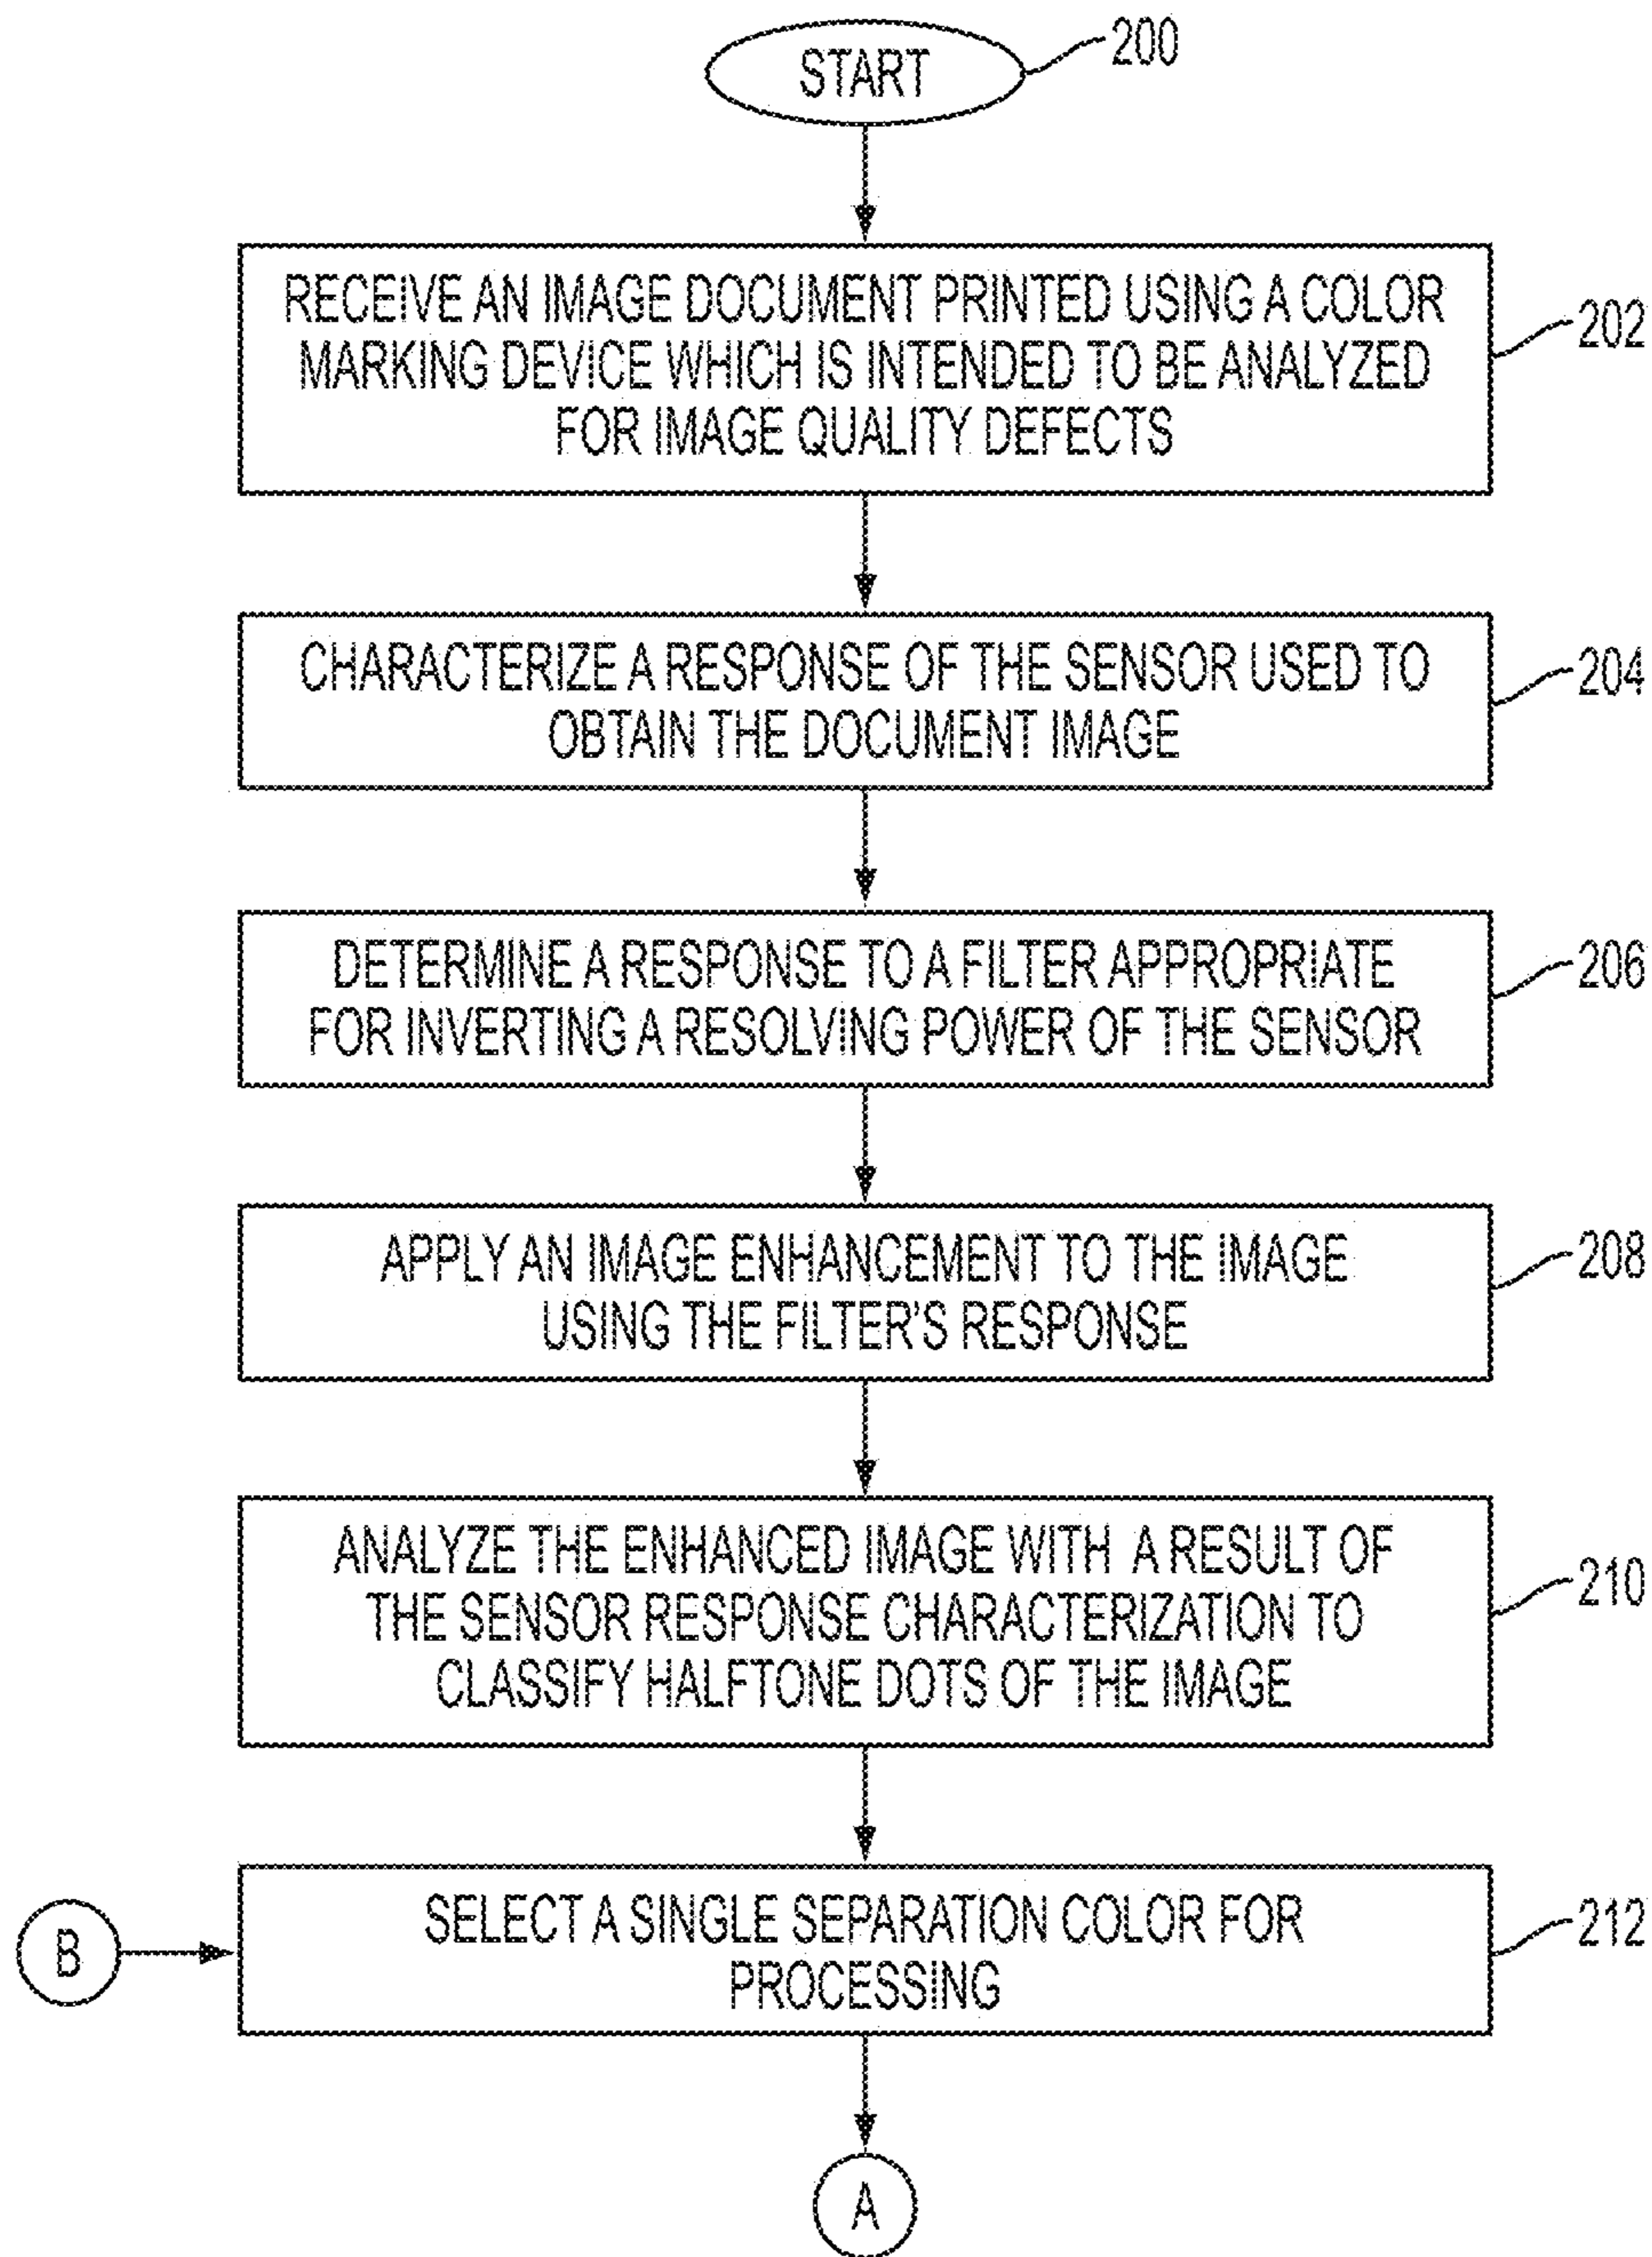 START
200
RECEIVE AN IMAGE DOCUMENT PRINTED USING A COLOR
MARKING DEVICE WHICH IS INTENDED TO BE ANALYZED
FOR IMAGE QUALITY DEFECTS
202
CHARACTERIZE A RESPONSE OF THE SENSOR USED TO
OBTAIN THE DOCUMENT IMAGE
204
DETERMINE A RESPONSE TO A FILTER APPROPRIATE
FOR INVERTING A RESOLVING POWER OF THE SENSOR
206
APPLY AN IMAGE ENHANCEMENT TO THE IMAGE
USING THE FILTER'S RESPONSE
208
ANALYZE THE ENHANCED IMAGE WITH A RESULT OF
THE SENSOR RESPONSE CHARACTERIZATION TO
CLASSIFY HALFTONE DOTS OF THE IMAGE
210
B
SELECT A SINGLE SEPARATION COLOR FOR
PROCESSING
212
A